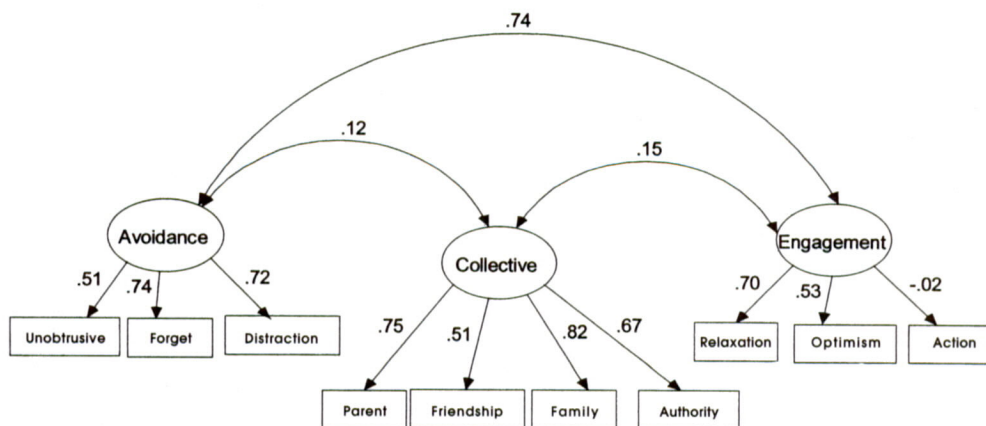 .74
.12
.15
Avoidance
Collective
Engagement
.51
.74
.72
.70
.53
-.02
Unobtrusive
Forget
Distraction
Relaxation
Optimism
Action
.75
.51
.82
.67
Parent
Friendship
Family
Authority